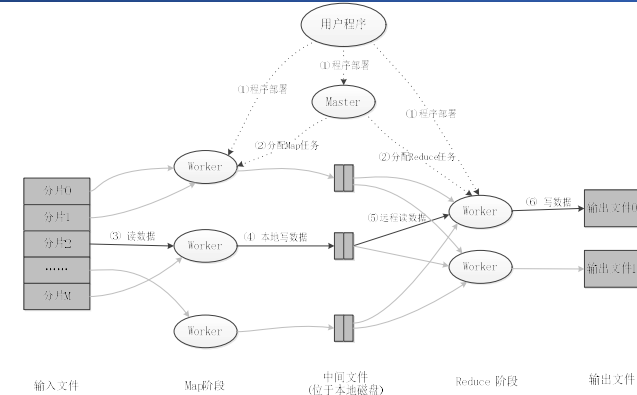 用户程序
(1)程序部署
(1)程序部署
(1)程序部署
Master
(2)分配Map任务
(2)分配Reduce任务
Worker
分片0
分片1
分片2
……
分片M
(3) 读数据
Worker
(4) 本地写数据
(5)远程读数据
Worker
(6) 写数据
输出文件0
Worker
输出文件1
Worker
输入文件
Map阶段
中间文件
(位于本地磁盘)
Reduce 阶段
输出文件